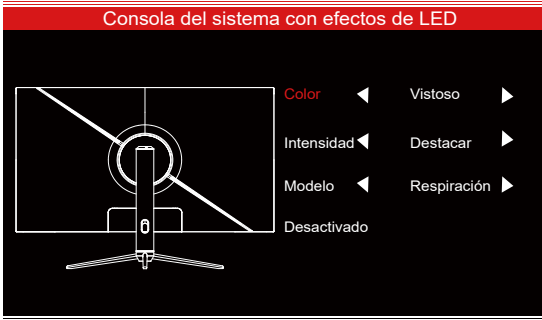 Consola del sistema con efectos de LED
Color Vistoso
Intensidad Destacar
Modelo Respiración
Desactivado